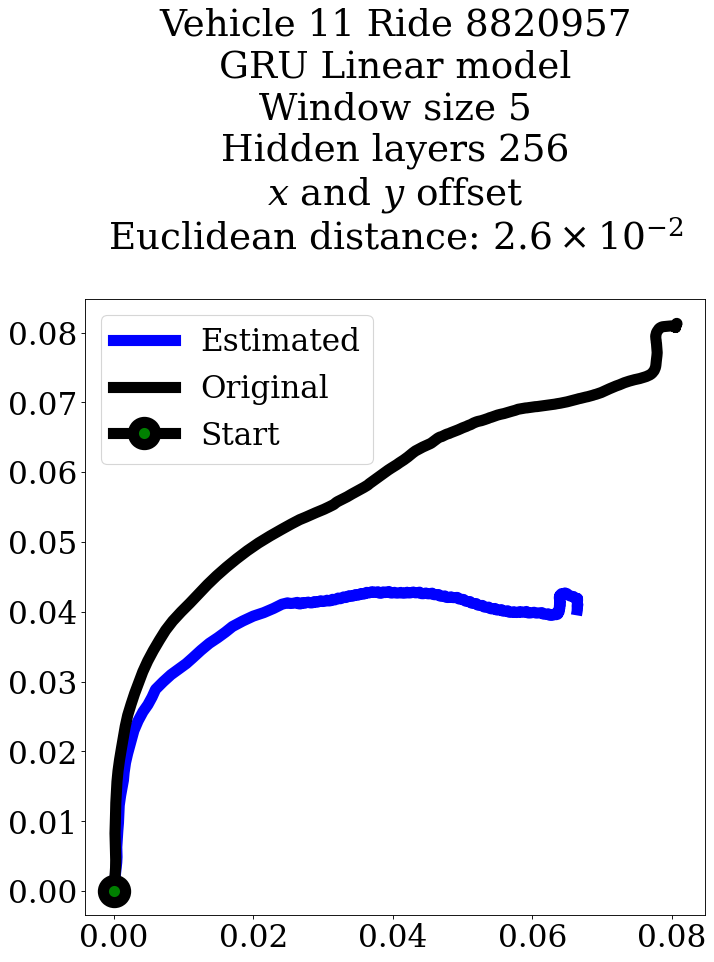 Vehicle 11 Ride 8820957
GRU Linear model
Window size 5
Hidden layers 256
x and y offset
Euclidean distance: 2.6 × 10⁻²
Estimated
Original
Start
0.08
0.07
0.06
0.05
0.04
0.03
0.02
0.01
0.00
0.00 0.02 0.04 0.06 0.08